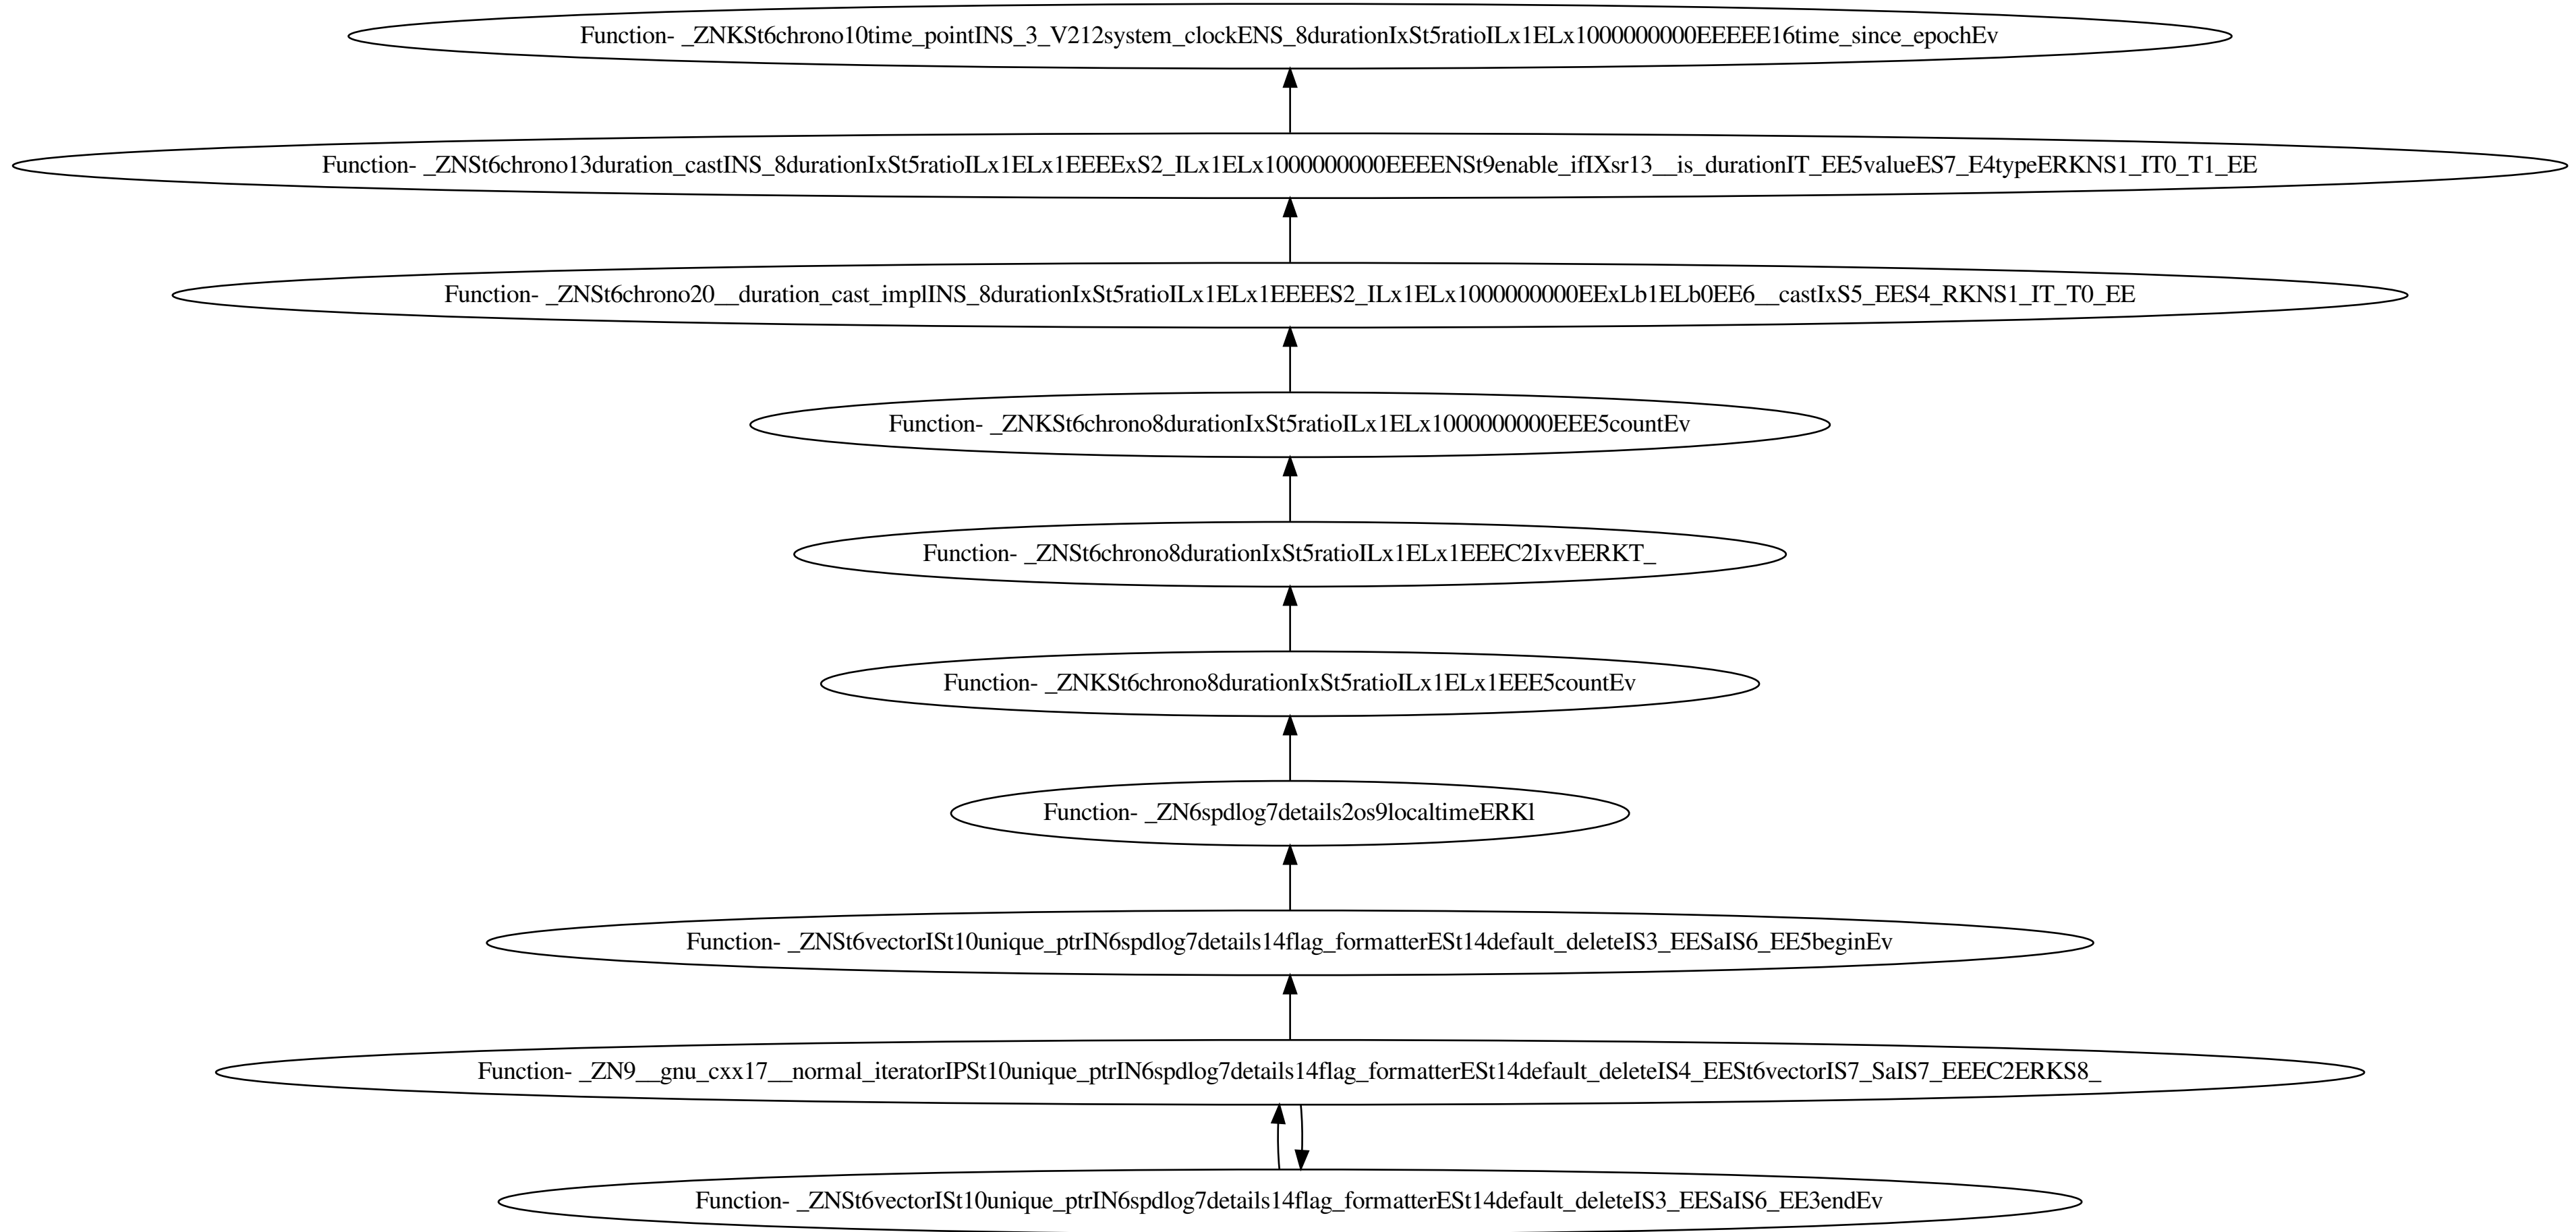 Function- _ZNKSt6chrono10time_pointINS_3_V212system_clockENS_8durationIxSt5ratioILx1ELx1000000000EEEEE16time_since_epochEv
Function- _ZNSt6chrono13duration_castINS_8durationIxSt5ratioILx1ELx1EEEExS2_ILx1ELx1000000000EEEENSt9enable_ifIXsr13__is_durationIT_EE5valueES7_E4typeERKNS1_IT0_T1_EE
Function- _ZNSt6chrono20__duration_cast_implINS_8durationIxSt5ratioILx1ELx1EEEES2_ILx1ELx1000000000EExLb1ELb0EE6__castIxS5_EES4_RKNS1_IT_T0_EE
Function- _ZNKSt6chrono8durationIxSt5ratioILx1ELx1000000000EEE5countEv
Function- _ZNSt6chrono8durationIxSt5ratioILx1ELx1EEEC2IxvEERKT_
Function- _ZNKSt6chrono8durationIxSt5ratioILx1ELx1EEE5countEv
Function- _ZN6spdlog7details2os9localtimeERKl
Function- _ZNSt6vectorISt10unique_ptrIN6spdlog7details14flag_formatterESt14default_deleteIS3_EESaIS6_EE5beginEv
Function- _ZN9__gnu_cxx17__normal_iteratorIPSt10unique_ptrIN6spdlog7details14flag_formatterESt14default_deleteIS4_EESt6vectorIS7_SaIS7_EEEC2ERKS8_
Function- _ZNSt6vectorISt10unique_ptrIN6spdlog7details14flag_formatterESt14default_deleteIS3_EESaIS6_EE3endEv